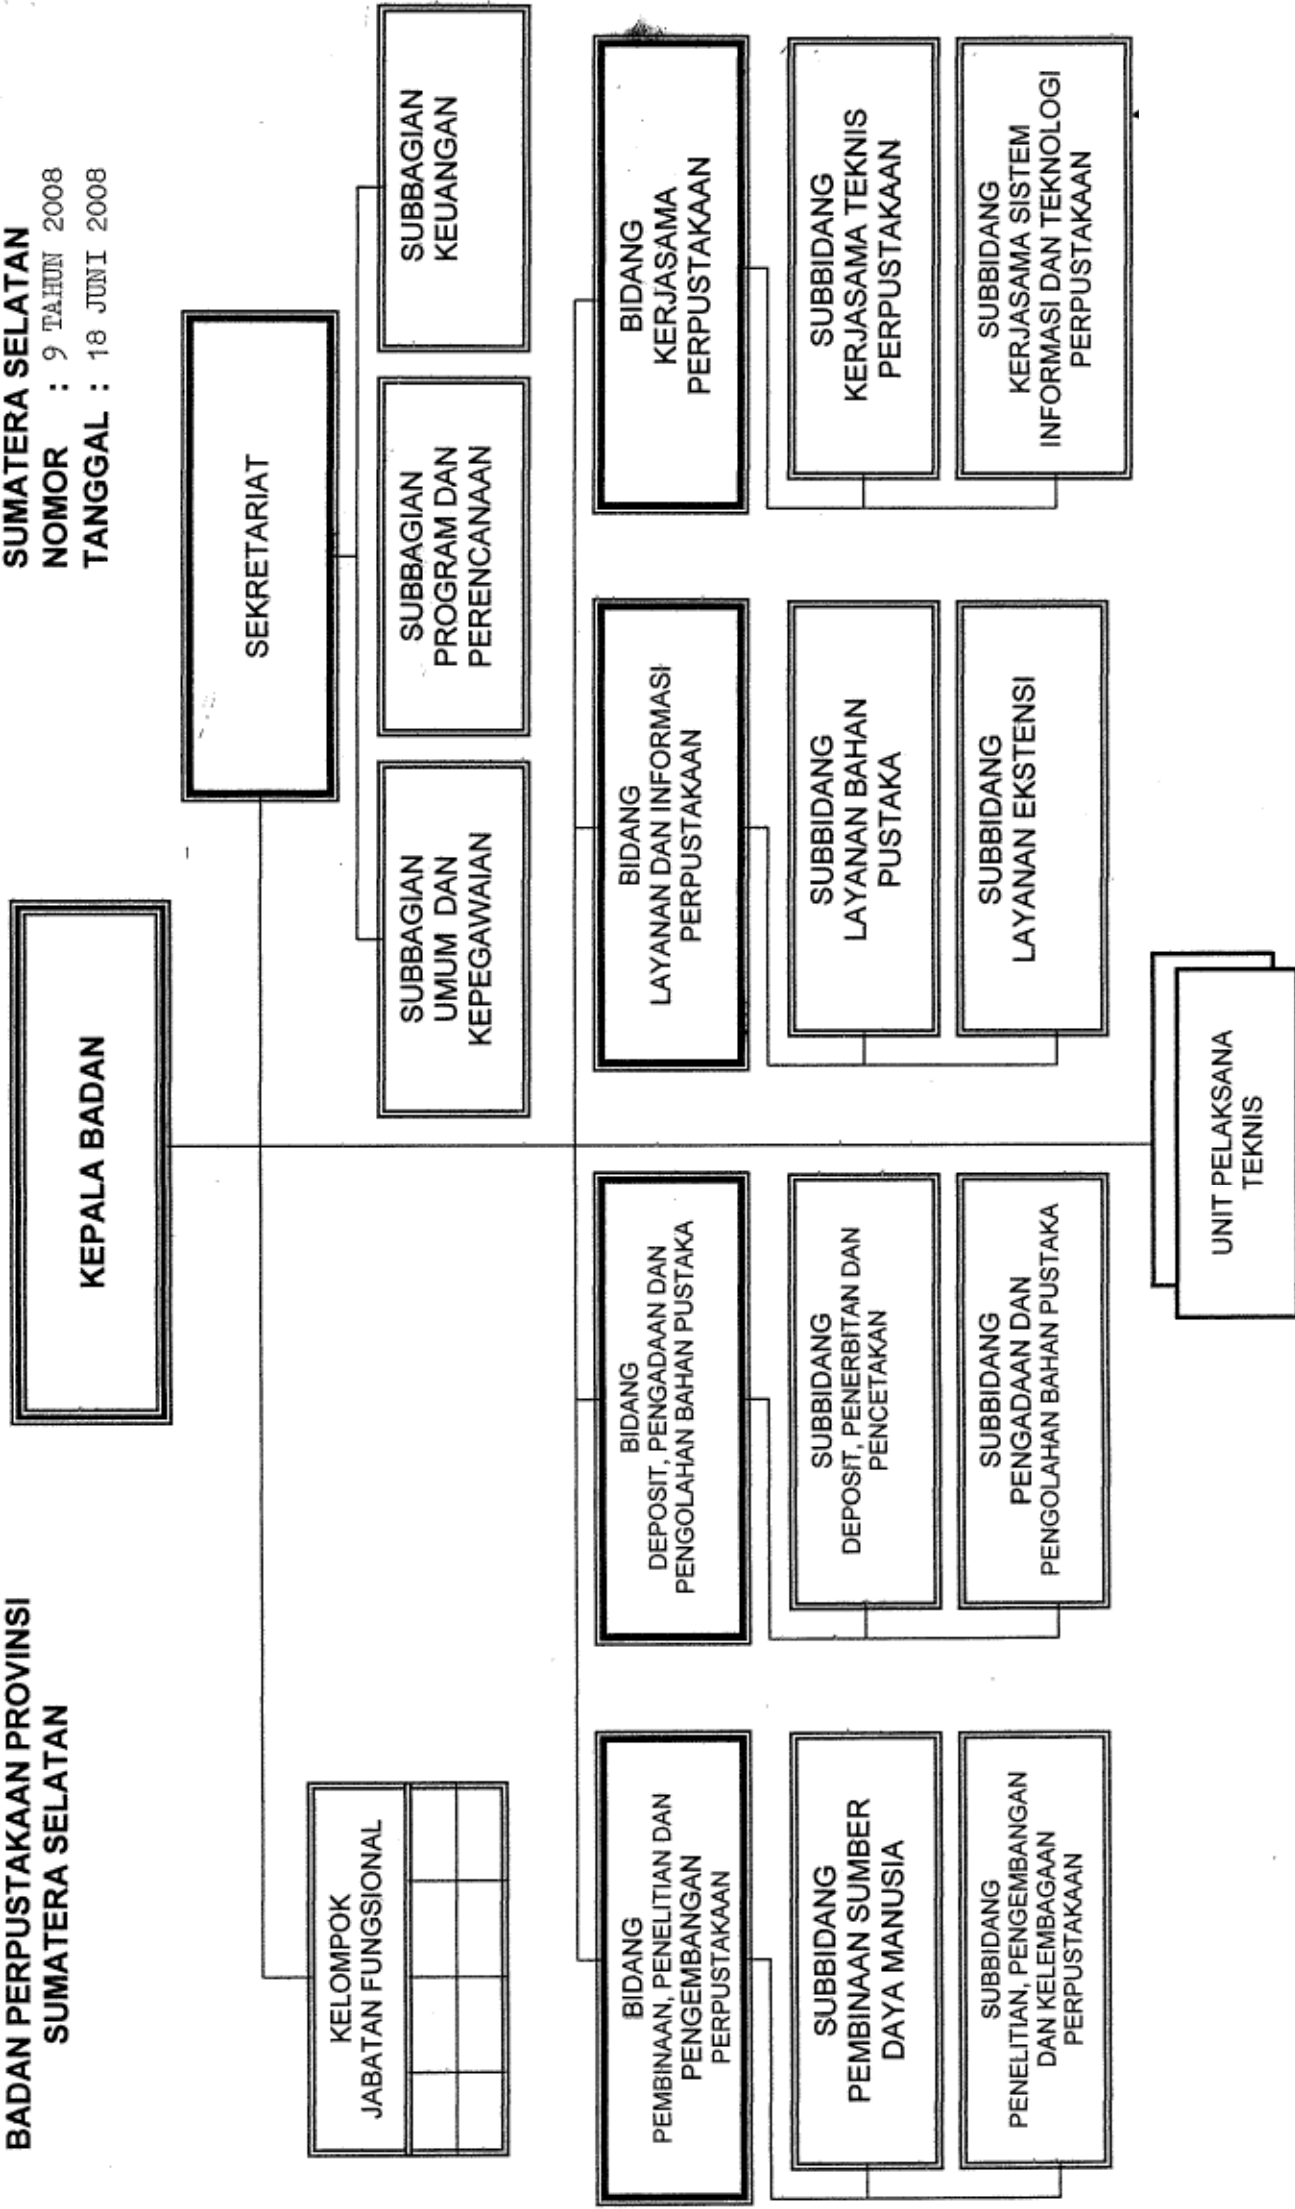 BADAN PERPUSTAKAAN PROVINSI
SUMATERA SELATAN
SUMATERA SELATAN
NOMOR : 9 TAHUN 2008
TANGGAL : 18 JUNI 2008
KEPALA BADAN
SEKRETARIAT
KELOMPOK
JABATAN FUNGSIONAL
SUBBAGIAN
UMUM DAN
KEPEGAWAIAN
SUBBAGIAN
PROGRAM DAN
PERENCANAAN
SUBBAGIAN
KEUANGAN
BIDANG
PEMBINAAN, PENELITIAN DAN
PENGEMBANGAN
PERPUSTAKAAN
BIDANG
DEPOSIT, PENGADAAN DAN
PENGOLAHAN BAHAN PUSTAKA
BIDANG
LAYANAN DAN INFORMASI
PERPUSTAKAAN
BIDANG
KERJASAMA
PERPUSTAKAAN
SUBBIDANG
PEMBINAAN SUMBER
DAYA MANUSIA
SUBBIDANG
DEPOSIT, PENERBITAN DAN
PENCETAKAN
SUBBIDANG
LAYANAN BAHAN
PUSTAKA
SUBBIDANG
KERJASAMA TEKNIS
PERPUSTAKAAN
SUBBIDANG
PENELITIAN, PENGEMBANGAN
DAN KELEMBAGAAN
PERPUSTAKAAN
SUBBIDANG
PENGADAAN DAN
PENGOLAHAN BAHAN PUSTAKA
SUBBIDANG
LAYANAN EKSTENSI
SUBBIDANG
KERJASAMA SISTEM
INFORMASI DAN TEKNOLOGI
PERPUSTAKAAN
UNIT PELAKSANA
TEKNIS